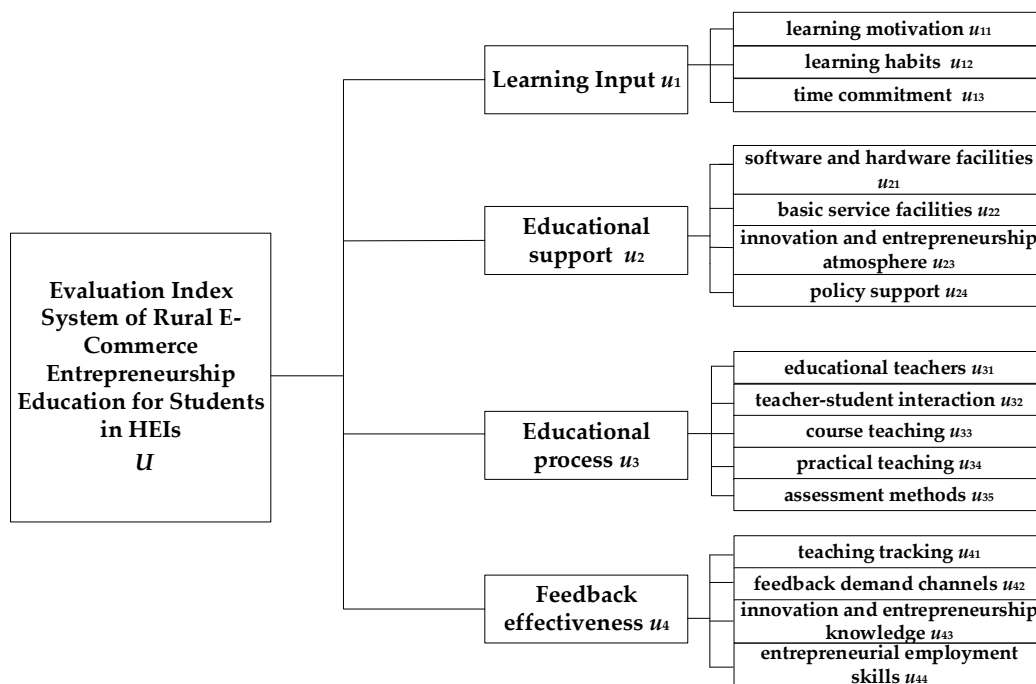 Evaluation Index
System of Rural E-
Commerce
Entrepreneurship
Education for Students
in HEIs
U
Learning Input u1
learning motivation u11
learning habits u12
time commitment u13
Educational
support u2
software and hardware facilities
u21
basic service facilities u22
innovation and entrepreneurship
atmosphere u23
policy support u24
Educational
process u3
educational teachers u31
teacher-student interaction u32
course teaching u33
practical teaching u34
assessment methods u35
Feedback
effectiveness u4
teaching tracking u41
feedback demand channels u42
innovation and entrepreneurship
knowledge u43
entrepreneurial employment
skills u44